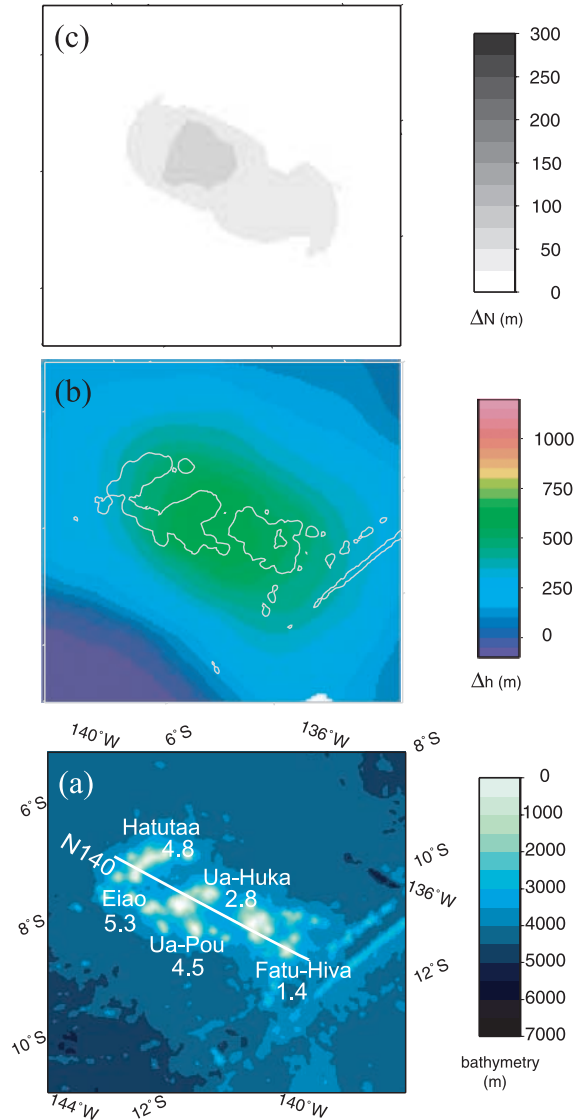 (c)
300
250
200
150
100
50
0
ΔN (m)
(b)
1000
750
500
250
0
Δh (m)
140˚W
6˚S
136˚W
8˚S
(a)
6˚S
Hatutaa
4.8
N140
Ua-Huka
2.8
Eiao
5.3
Ua-Pou
4.5
Fatu-Hiva
1.4
8˚S
10˚S
10˚S
136˚W
12˚S
144˚W
12˚S
140˚W
0
1000
2000
3000
4000
5000
6000
7000
bathymetry
(m)